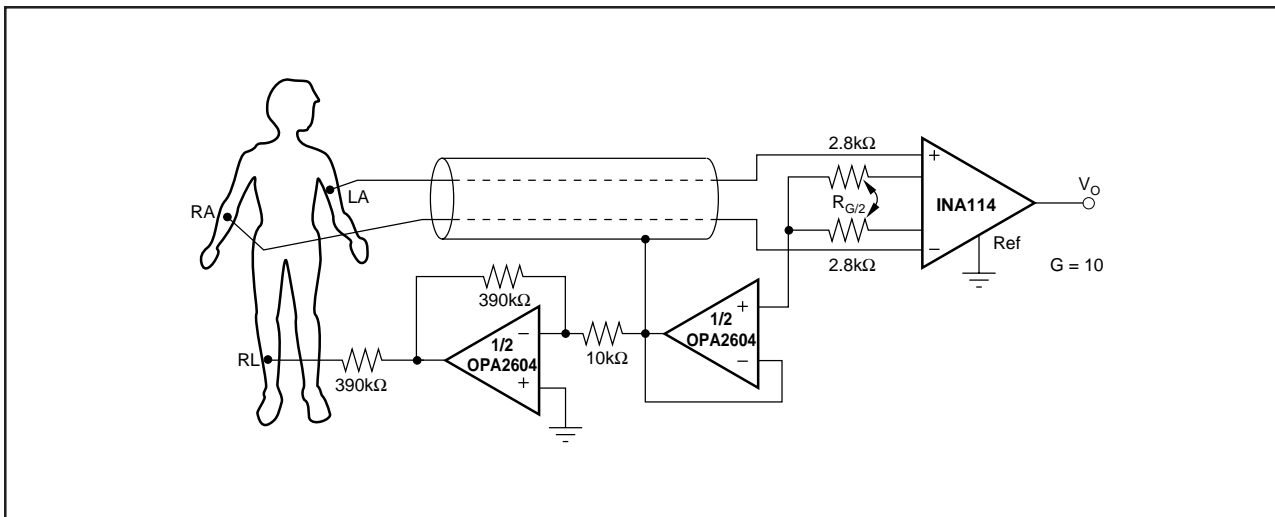 2.8kΩ
+
LA
RA
R_G/2
INA114
V_O
−
Ref
2.8kΩ
G = 10
390kΩ
+
1/2
OPA2604
−
10kΩ
−
1/2
OPA2604
+
RL
390kΩ